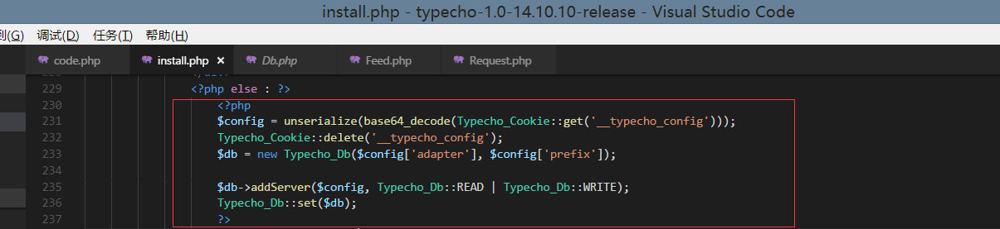 install.php - typecho-1.0-14.10.10-release - Visual Studio Code
到(G) 调试(D) 任务(T) 帮助(H)
code.php install.php × Db.php Feed.php Request.php
229 <?php else : ?>
230 <?php
231 $config = unserialize(base64_decode(Typecho_Cookie::get('__typecho_config')));
232 Typecho_Cookie::delete('__typecho_config');
233 $db = new Typecho_Db($config['adapter'], $config['prefix']);
234
235 $db->addServer($config, Typecho_Db::READ | Typecho_Db::WRITE);
236 Typecho_Db::set($db);
237 ?>